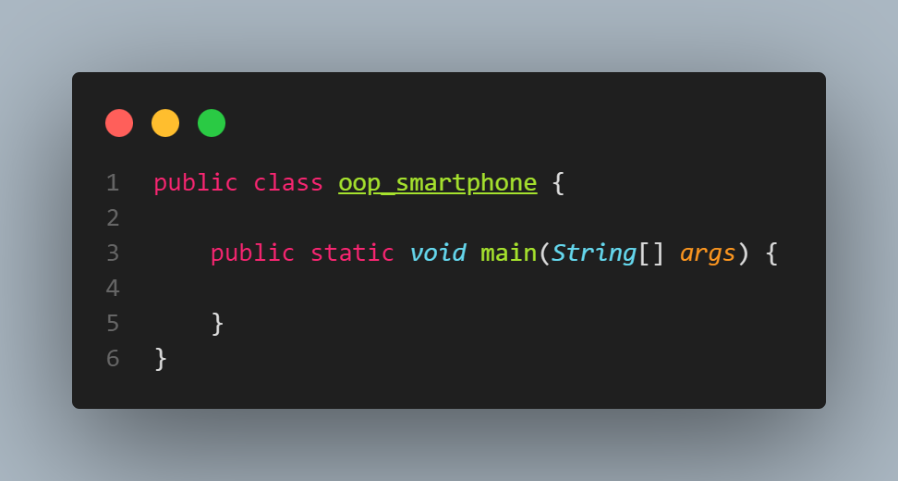 1 public class oop_smartphone {
2
3     public static void main(String[] args) {
4
5     }
6 }